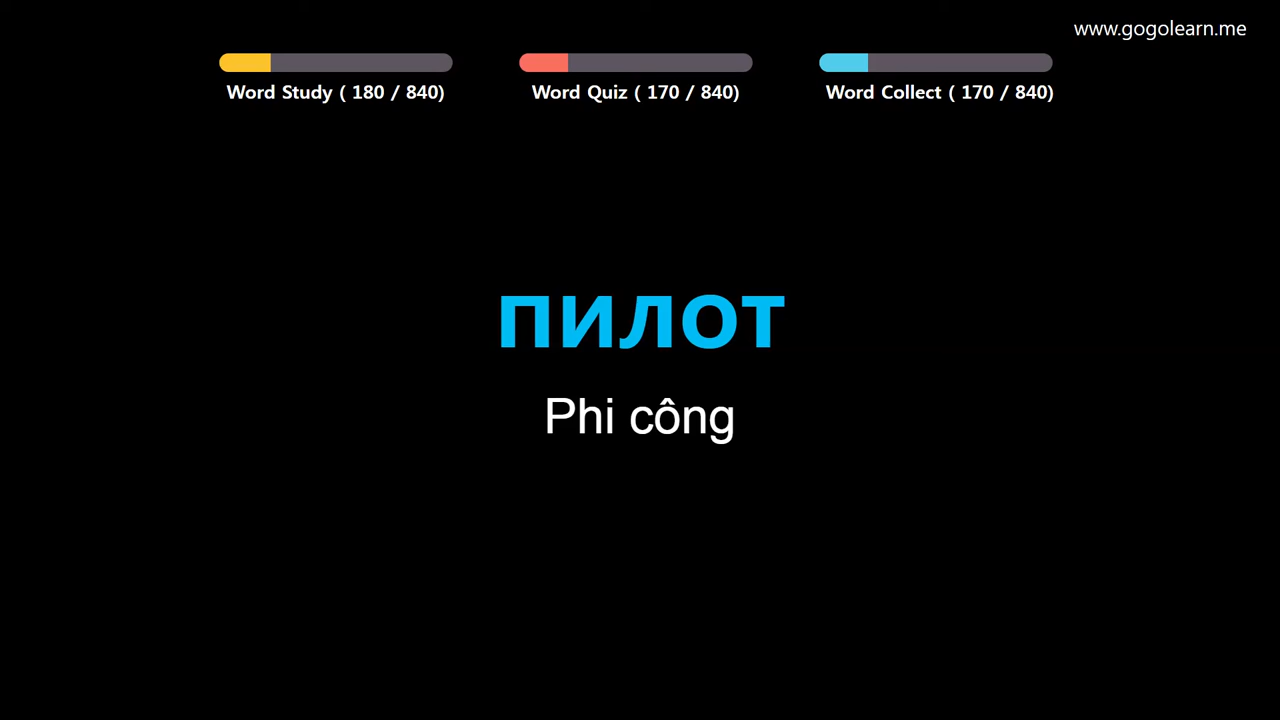 www.gogolearn.me
Word Study ( 180 / 840)
Word Quiz ( 170 / 840)
Word Collect ( 170 / 840)
пилот
Phi công